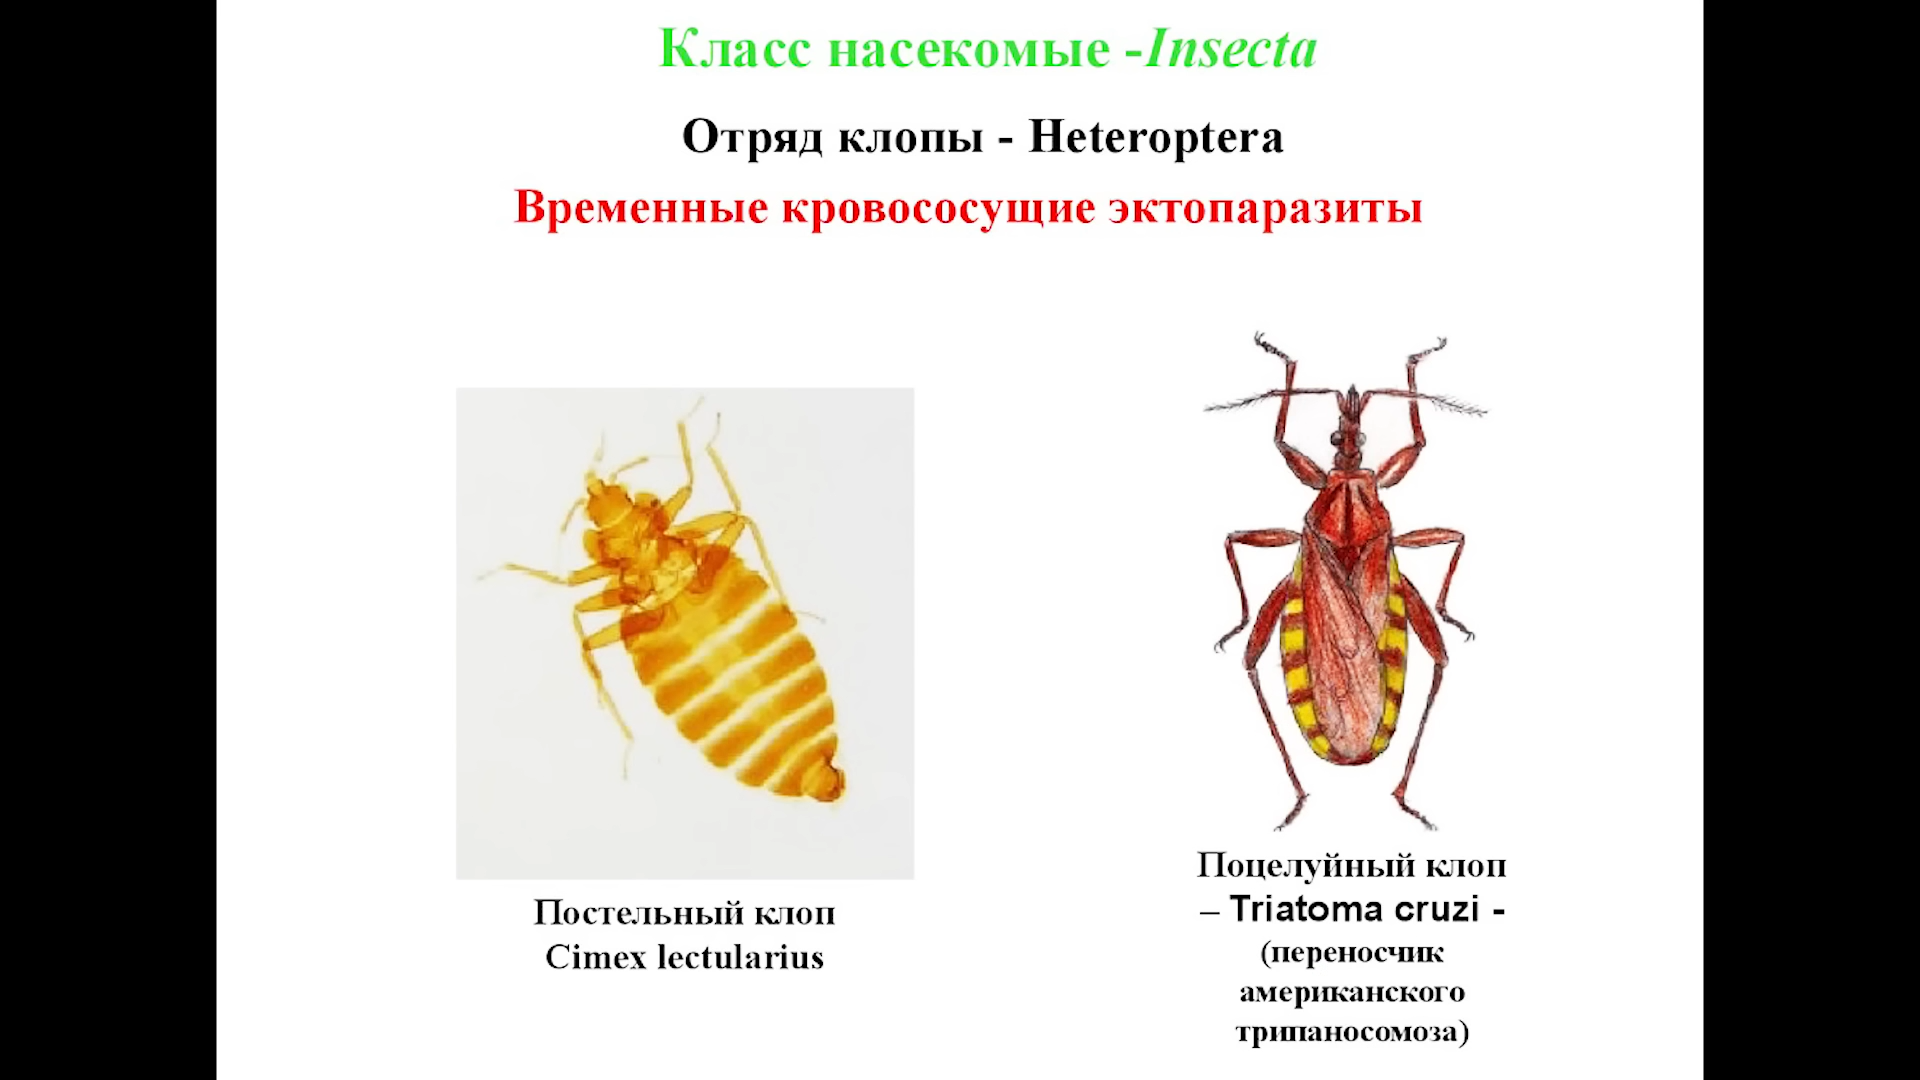 Класс насекомые -Insecta
Отряд клопы - Heteroptera
Временные кровососущие эктопаразиты
Постельный клоп
Cimex lectularius
Поцелуйный клоп
– Triatoma cruzi -
(переносчик
американского
трипаносомоза)